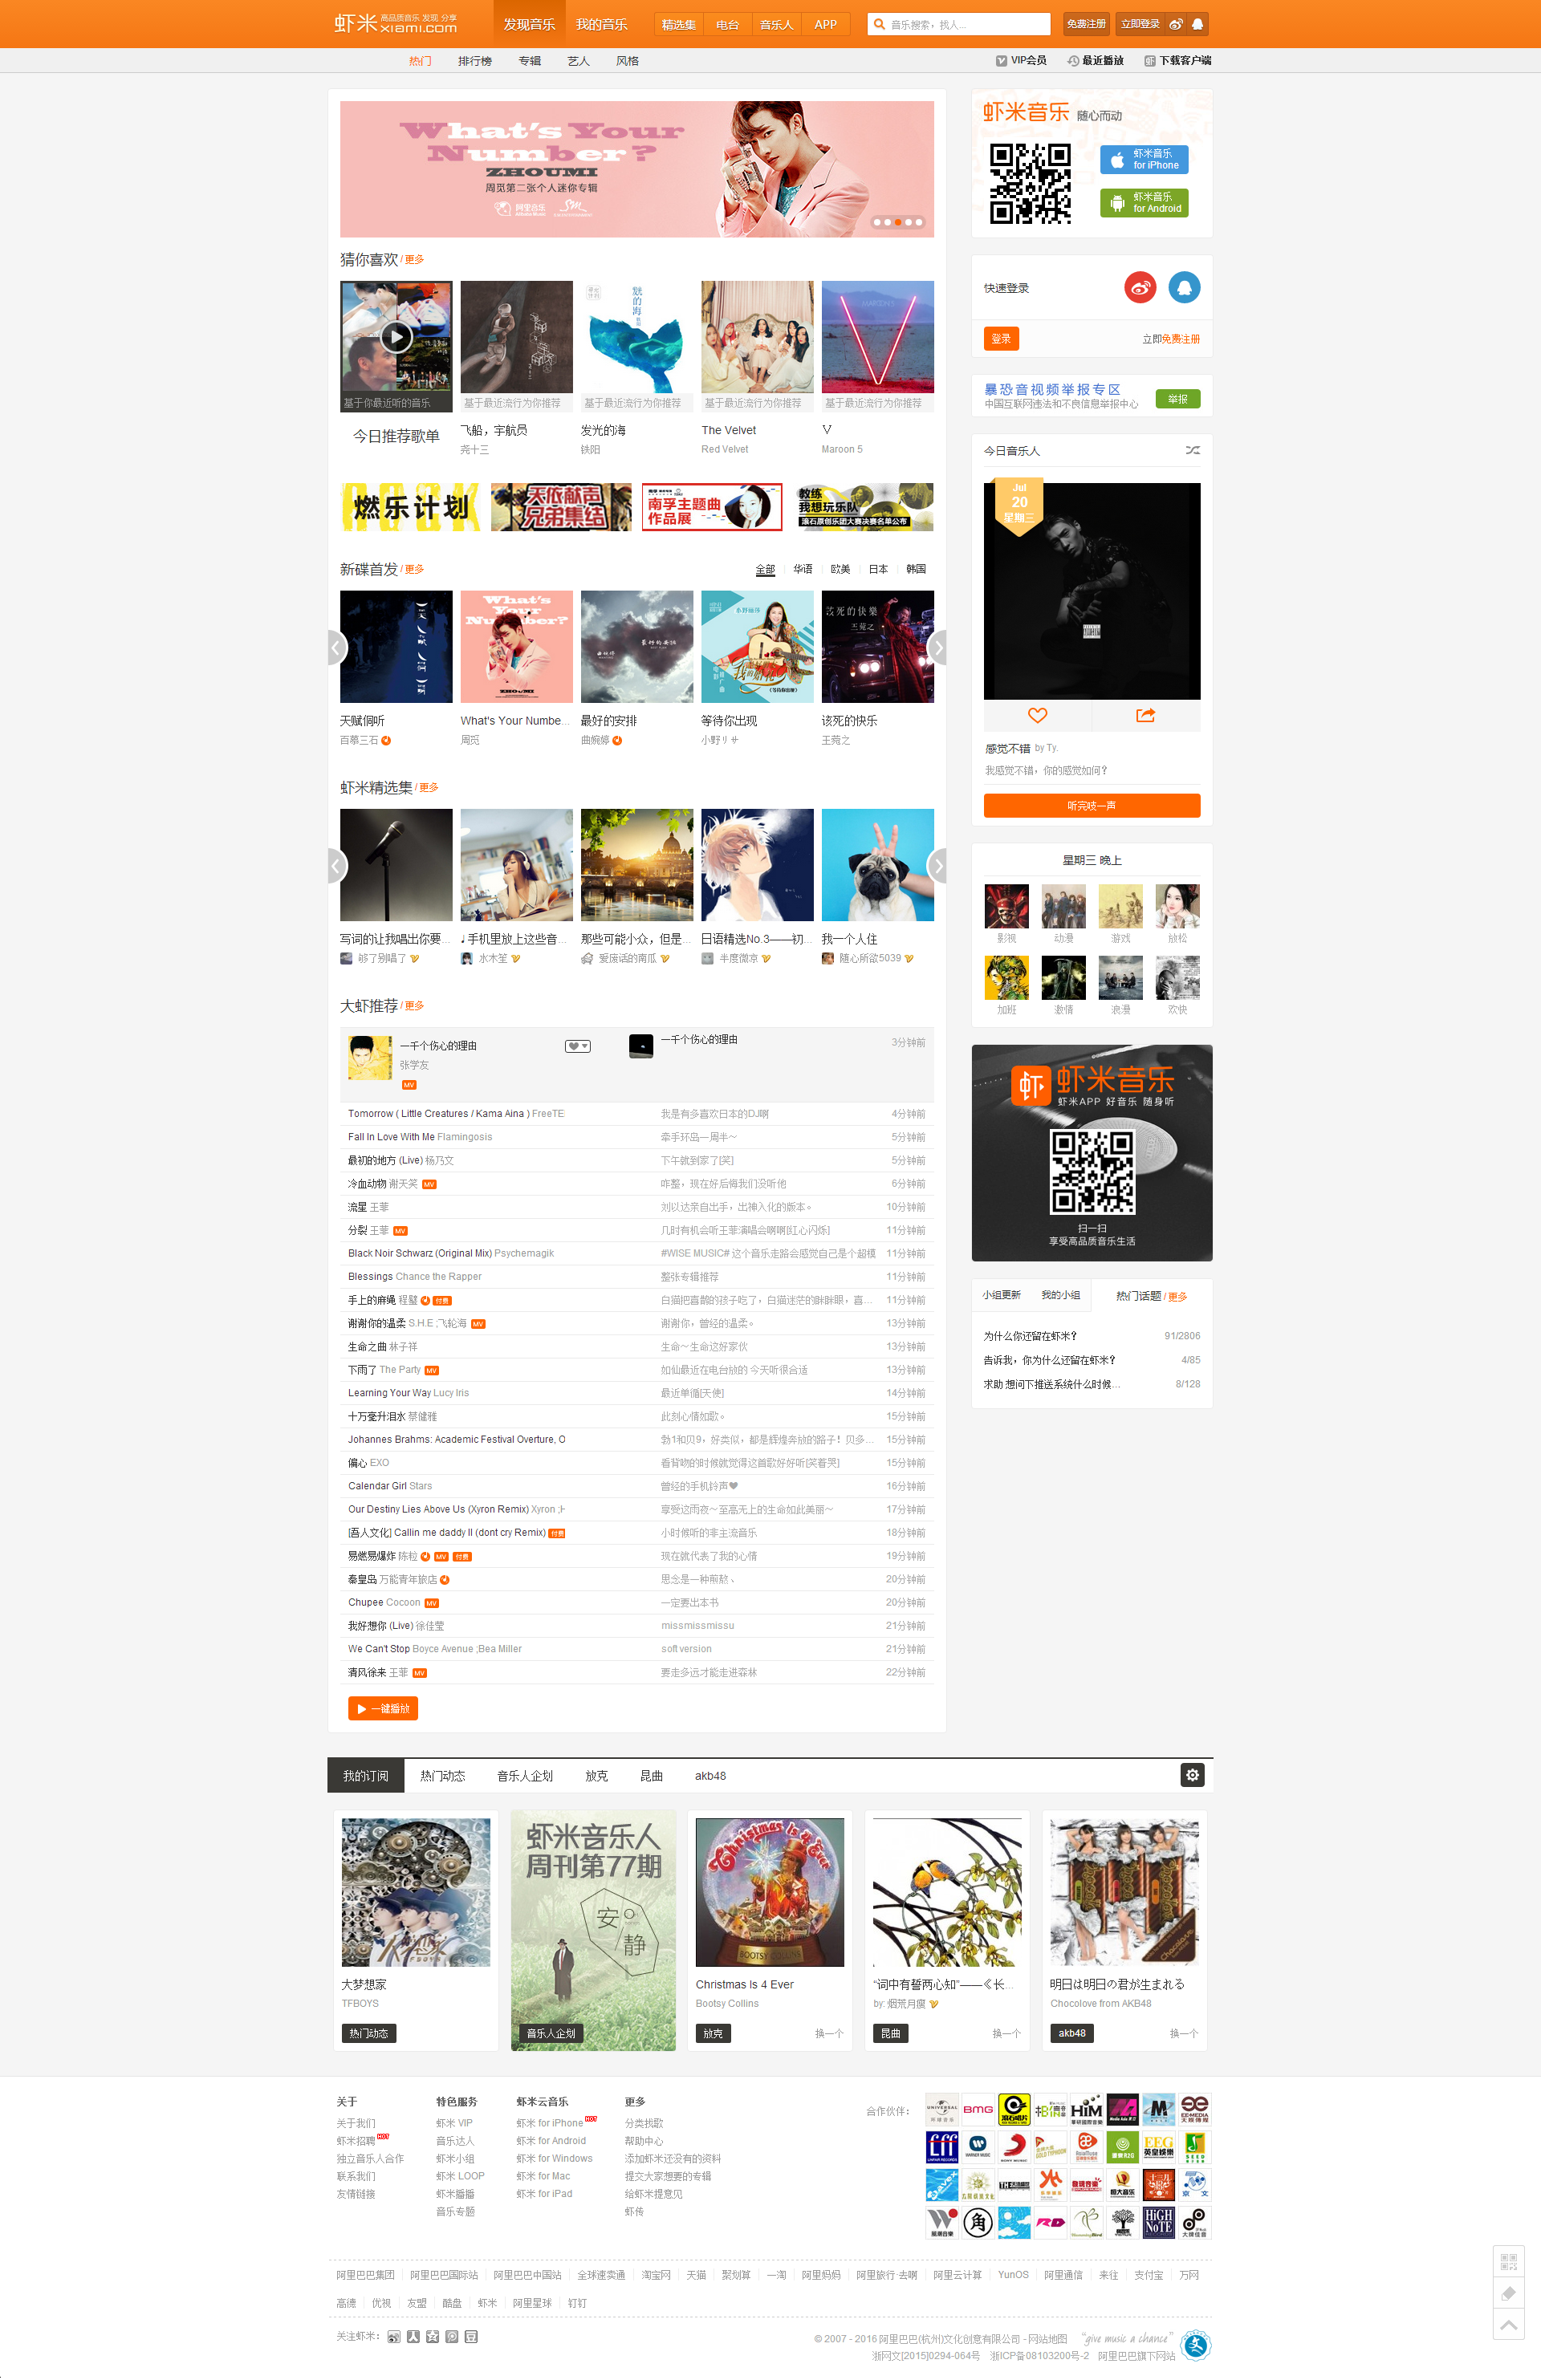 虾米 高品质音乐 发现 分享
xiami.com
发现音乐 我的音乐 精选集 电台 音乐人 APP 音乐搜索，找人... 免费注册 立即登录
热门 排行榜 专辑 艺人 风格 VIP会员 最近播放 下载客户端
What's Your
Number?
ZHOUMI
周觅第二张个人迷你专辑
阿里音乐
猜你喜欢 / 更多
基于你最近听的音乐 基于最近流行为你推荐 基于最近流行为你推荐 基于最近流行为你推荐 基于最近流行为你推荐
今日推荐歌单
飞船，宇航员
尧十三
发光的海
铁阳
The Velvet
Red Velvet
V
Maroon 5
燃乐计划
天依献声
兄弟集结
南孚主题曲
作品展
教练
我想玩乐队
滚石原创乐团大赛决赛名单公布
新碟首发 / 更多 全部 华语 欧美 日本 韩国
天赋侗听
百慕三石
What's Your Numbe...
周觅
最好的安排
曲婉婷
等待你出现
小野リサ
该死的快乐
王菀之
虾米精选集 / 更多
写词的让我唱出你要...
够了别唱了
手机里放上这些音...
水木堇
那些可能小众，但是...
爱废话的南瓜
日语精选No.3——初...
半度微凉
我一个人住
随心所欲5039
大虾推荐 / 更多
一千个伤心的理由 一千个伤心的理由 3分钟前
张学友
MV
Tomorrow ( Little Creatures / Kama Aina ) FreeTE 我是有多喜欢日本的DJ啊 4分钟前
Fall In Love With Me Flamingosis 牵手环岛一周半～ 5分钟前
最初的地方 (Live) 杨乃文 下午就到家了[笑] 5分钟前
冷血动物 谢天笑 MV 咋整，现在好后悔我们没听他 6分钟前
流星 王菲 刘以达亲自出手，出神入化的版本。 10分钟前
分裂 王菲 MV 几时有机会听王菲演唱会啊啊[红心闪烁] 11分钟前
Black Noir Schwarz (Original Mix) Psychemagik #WISE MUSIC# 这个音乐走路会感觉自己是个超模 11分钟前
Blessings Chance the Rapper 整张专辑推荐 11分钟前
手上的麻绳 程璧 付费 白猫把喜鹊的孩子吃了，白猫迷茫的眯眯眼，喜... 11分钟前
谢谢你的温柔 S.H.E ;飞轮海 MV 谢谢你，曾经的温柔。 13分钟前
生命之曲 林子祥 生命～生命这好家伙 13分钟前
下雨了 The Party MV 如仙最近在电台放的 今天听很合适 13分钟前
Learning Your Way Lucy Iris 最近单循[天使] 14分钟前
十万毫升泪水 蔡健雅 此刻心情如歌。 15分钟前
Johannes Brahms: Academic Festival Overture, O 勃1和贝9，好类似，都是辉煌奔放的路子！贝多... 15分钟前
偏心 EXO 看背吻的时候就觉得这首歌好好听[笑着哭] 15分钟前
Calendar Girl Stars 曾经的手机铃声❤ 16分钟前
Our Destiny Lies Above Us (Xyron Remix) Xyron ;H 享受这雨夜～至高无上的生命如此美丽～ 17分钟前
[吾人文化] Callin me daddy II (dont cry Remix) 付费 小时候听的非主流音乐 18分钟前
易燃易爆炸 陈粒 MV 付费 现在就代表了我的心情 19分钟前
秦皇岛 万能青年旅店 思念是一种煎熬、 20分钟前
Chupee Cocoon MV 一定要出本书 20分钟前
我好想你 (Live) 徐佳莹 missmissmissu 21分钟前
We Can't Stop Boyce Avenue ;Bea Miller soft version 21分钟前
清风徐来 王菲 MV 要走多远才能走进森林 22分钟前
一键播放
虾米音乐 随心而动
虾米音乐
for iPhone
虾米音乐
for Android
快速登录
登录 立即免费注册
暴恐音视频举报专区
中国互联网违法和不良信息举报中心 举报
今日音乐人
Jul
20
星期三
感觉不错 by Ty.
我感觉不错，你的感觉如何？
听完吱一声
星期三 晚上
影视 动漫 游戏 放松
加班 激情 浪漫 欢快
虾米音乐
虾米APP 好音乐 随身听
扫一扫
享受高品质音乐生活
小组更新 我的小组 热门话题 / 更多
为什么你还留在虾米？ 91/2806
告诉我，你为什么还留在虾米？ 4/85
求助 想问下推送系统什么时候... 8/128
我的订阅 热门动态 音乐人企划 放克 昆曲 akb48
大梦想家
TFBOYS
热门动态
虾米音乐人
周刊第77期
安静
音乐人企划
Christmas Is 4 Ever
BOOTSY COLLINS
Christmas Is 4 Ever
Bootsy Collins
放克 换一个
“词中有誓两心知”——《长...
by: 烟荒月廋
昆曲 换一个
明日は明日の君が生まれる
Chocolove from AKB48
akb48 换一个
关于
关于我们
虾米招聘 HOT
独立音乐人合作
联系我们
友情链接
特色服务
虾米 VIP
音乐达人
虾米小组
虾米 LOOP
虾米播播
音乐专题
虾米云音乐
虾米 for iPhone HOT
虾米 for Android
虾米 for Windows
虾米 for Mac
虾米 for iPad
更多
分类找歌
帮助中心
添加虾米还没有的资料
提交大家想要的专辑
给虾米提意见
虾传
合作伙伴：
UNIVERSAL BMG 滚石唱片 HIM
WARNER MUSIC SONY MUSIC EEG 英皇娱乐 SEED
恒大音乐 京文
角 RD HIGH NOTE 大牌佳音
阿里巴巴集团 阿里巴巴国际站 阿里巴巴中国站 全球速卖通 淘宝网 天猫 聚划算 一淘 阿里妈妈 阿里旅行·去啊 阿里云计算 YunOS 阿里通信 来往 支付宝 万网
高德 优视 友盟 酷盘 虾米 阿里星球 钉钉
关注虾米：
© 2007 - 2016 阿里巴巴(杭州)文化创意有限公司 - 网站地图 “give music a chance”
浙网文[2015]0294-064号 浙ICP备08103200号-2 阿里巴巴旗下网站